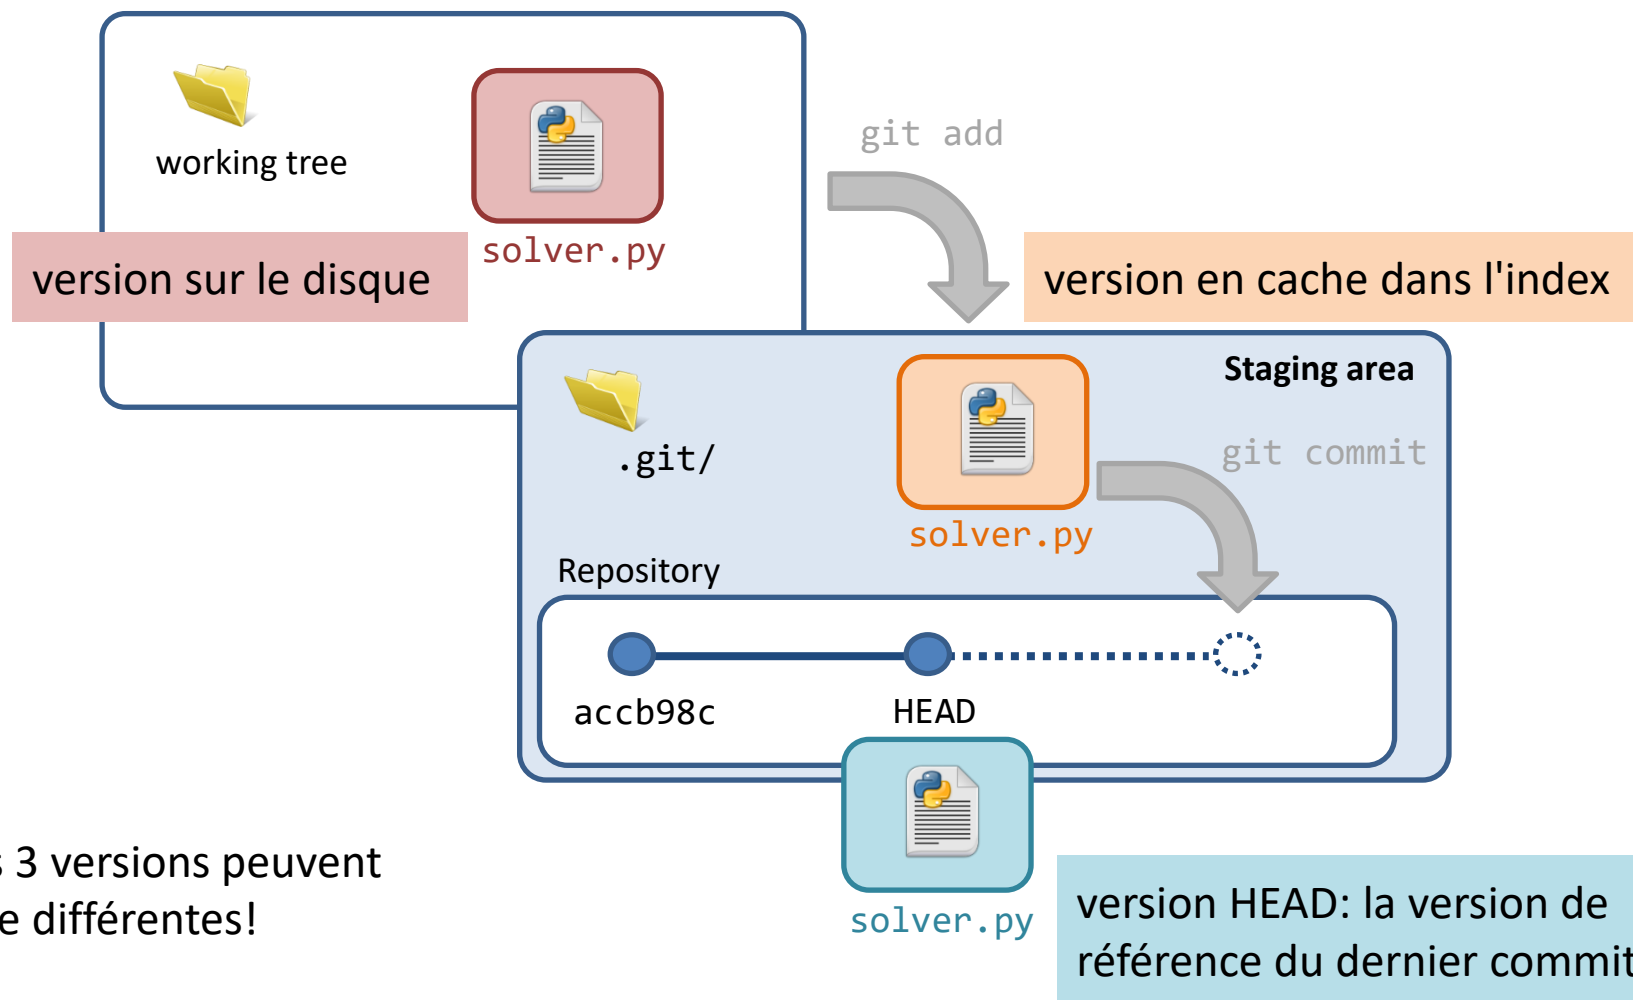 working tree
solver.py
git add
version sur le disque
version en cache dans l'index
Staging area
.git/
git commit
solver.py
Repository
accb98c
HEAD
3 versions peuvent
différentes!
solver.py
version HEAD: la version de
référence du dernier commit